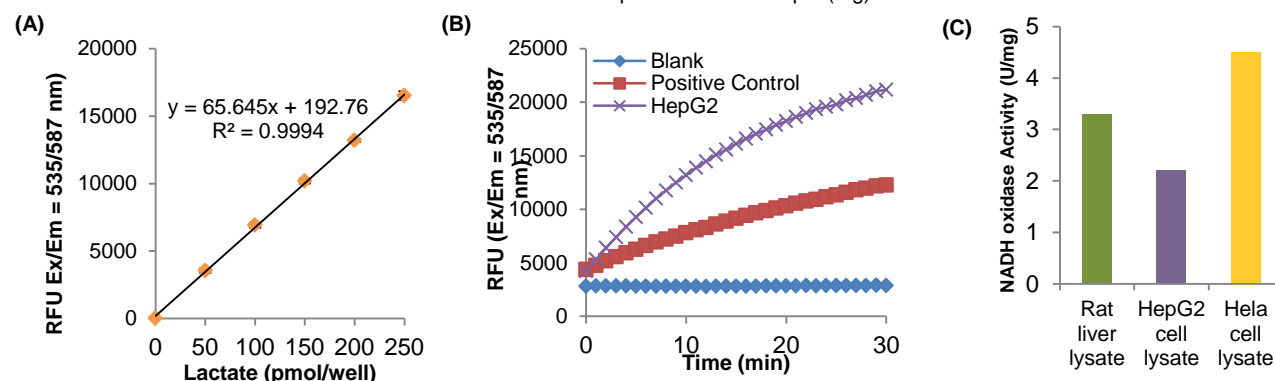 (A)
20000
15000
10000
5000
0
RFU Ex/Em = 535/587 nm)
y = 65.645x + 192.76
R² = 0.9994
0 50 100 150 200 250
Lactate (pmol/well)
(B)
25000
20000
15000
10000
5000
0
RFU (Ex/Em = 535/587
nm)
Blank
Positive Control
HepG2
0 10 20 30
Time (min)
(C)
5
4
3
2
1
0
NADH oxidase Activity (U/mg)
Rat
liver
lysate
HepG2
cell
lysate
Hela
cell
lysate